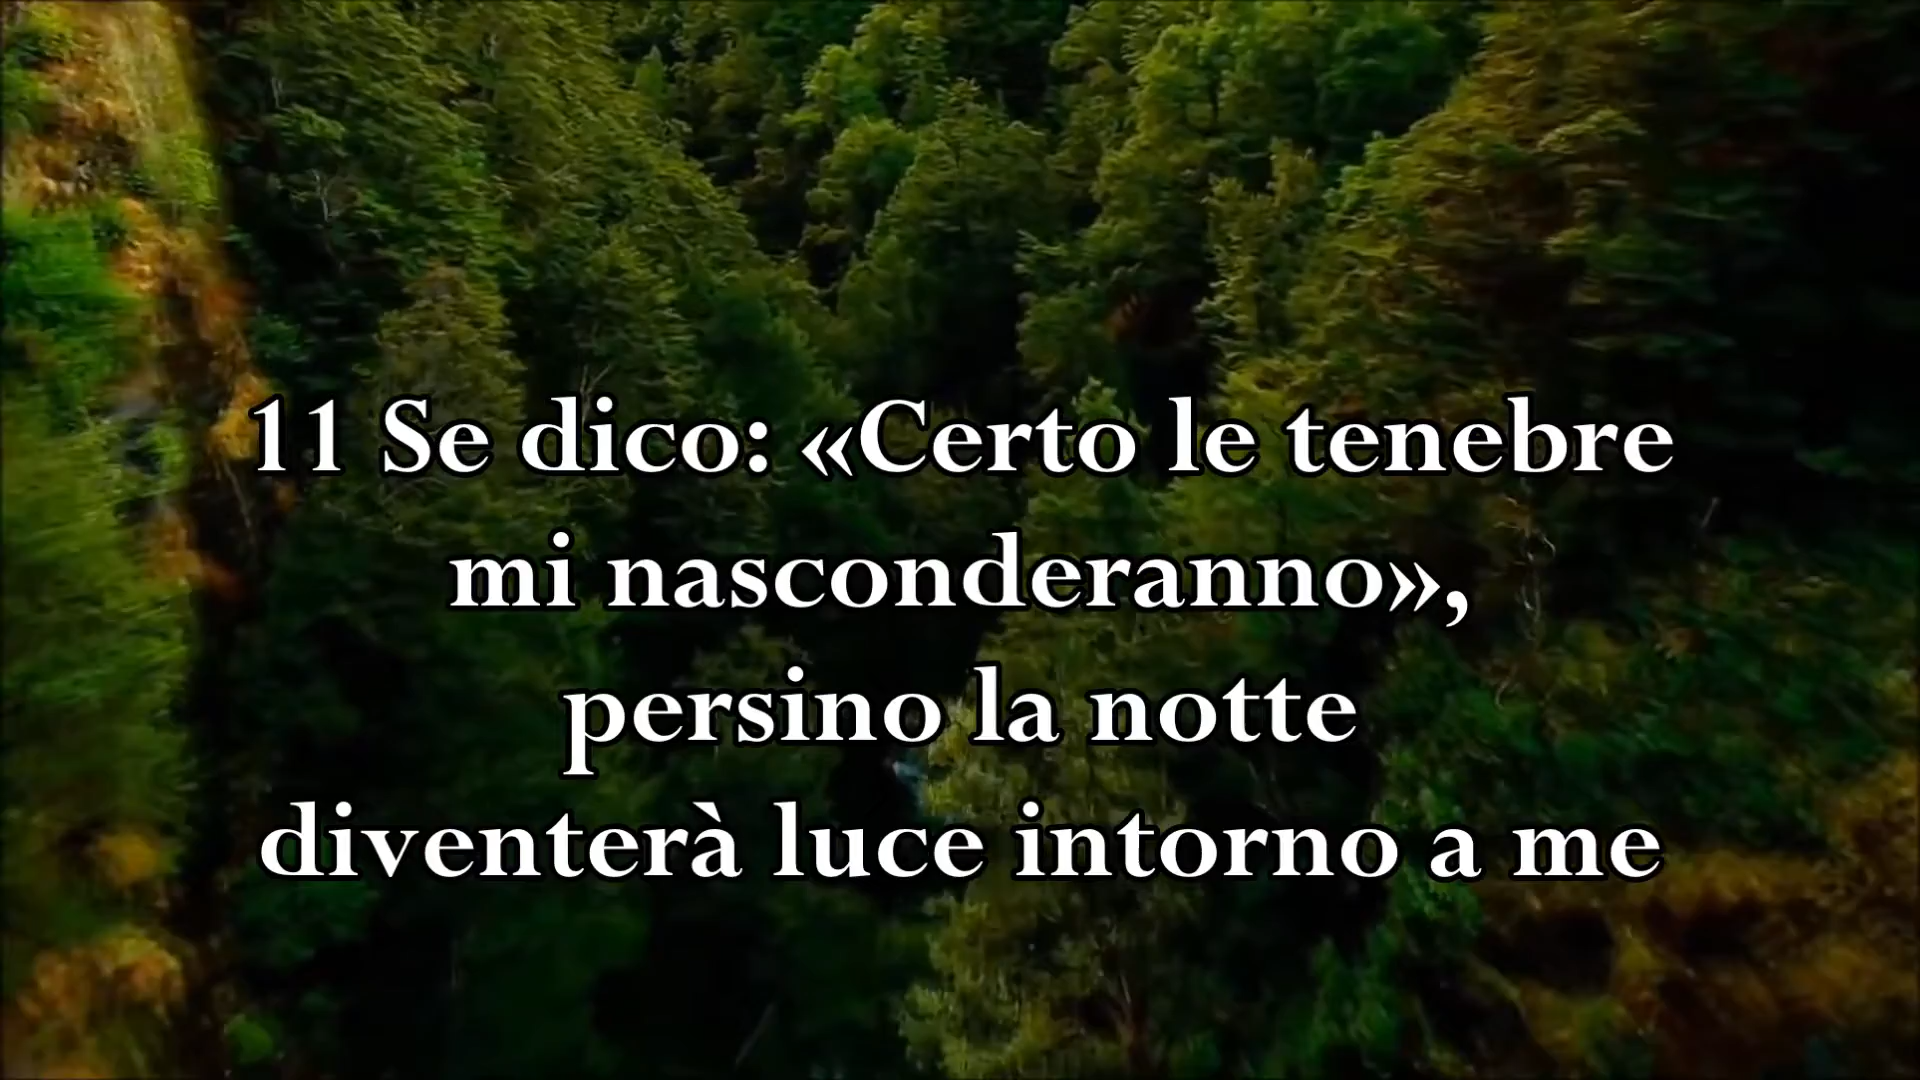 11 Se dico: «Certo le tenebre
mi nasconderanno»,
persino la notte
diventerà luce intorno a me